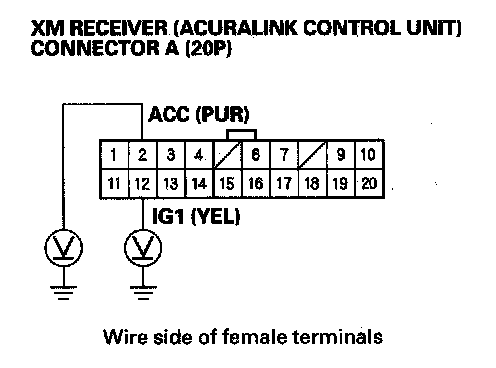 XM RECEIVER (ACURALINK CONTROL UNIT)
CONNECTOR A (20P)
ACC (PUR)
1 2 3 4 6 7 9 10
11 12 13 14 15 16 17 18 19 20
IG1 (YEL)
V V
Wire side of female terminals